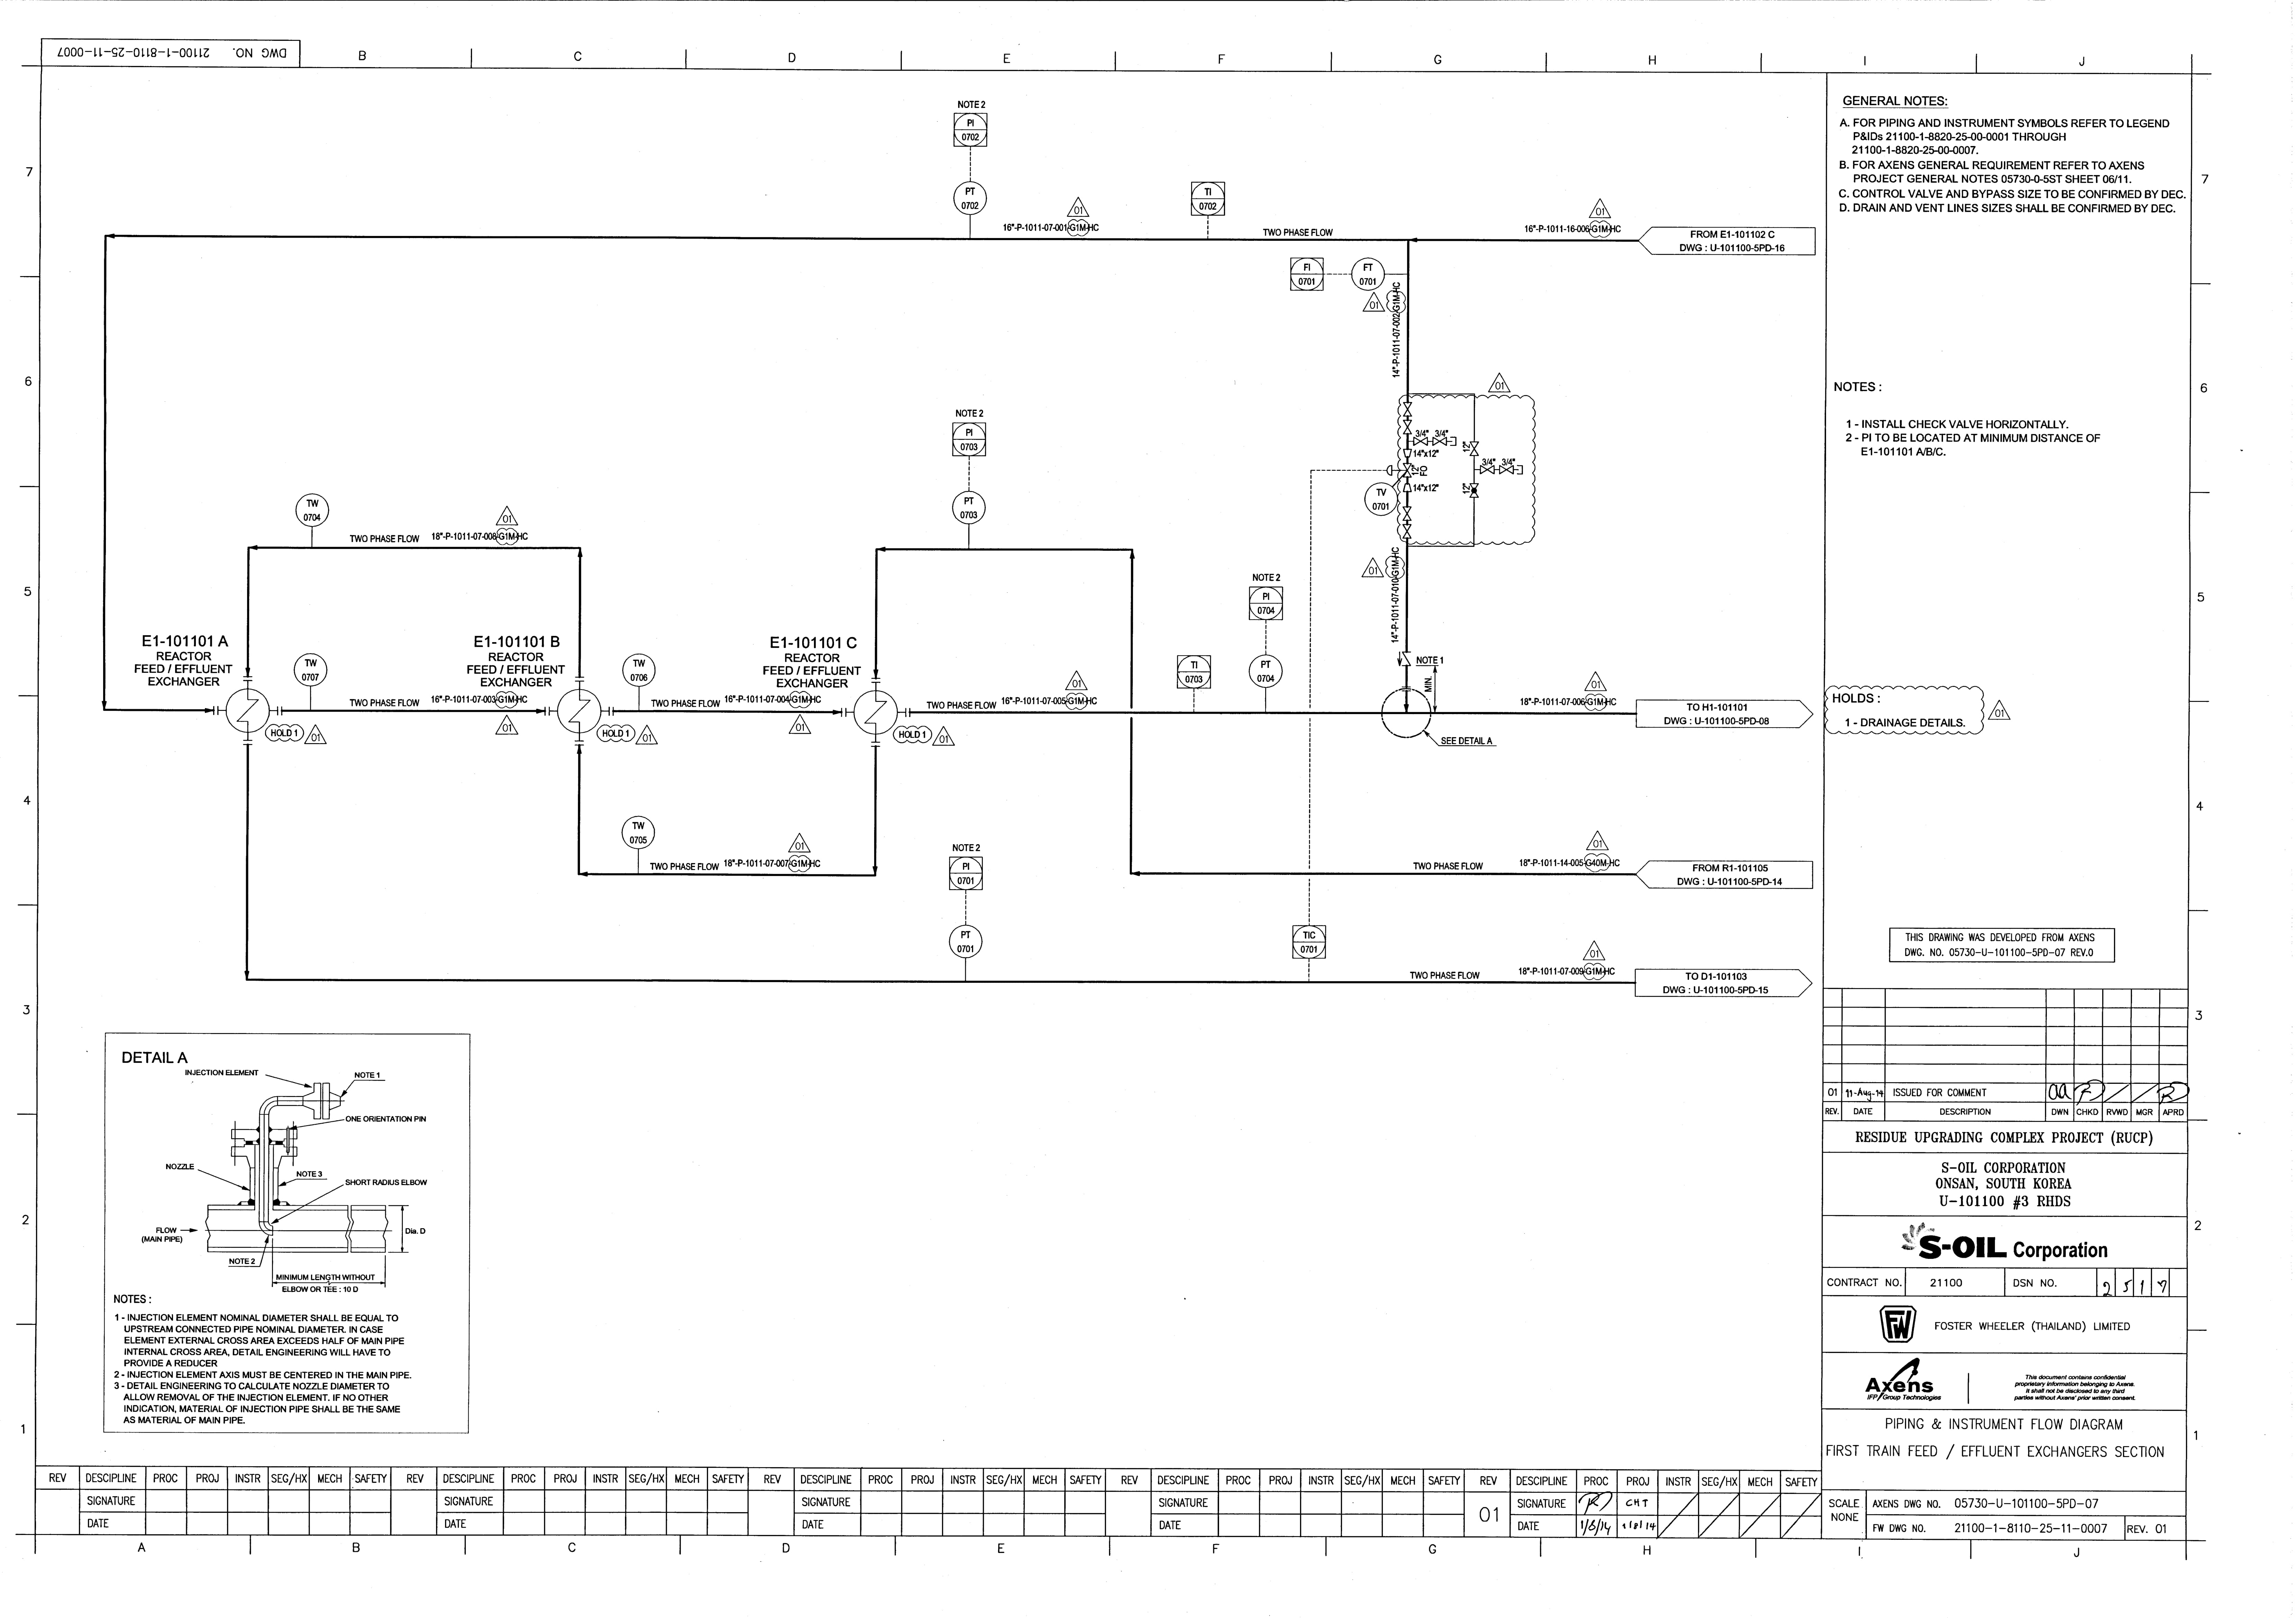 DWG NO. 21100-1-8110-25-11-0007
B C D E F G H I J
7
6
5
4
3
2
1
NOTE 2
PI
0702
PT
0702
16"-P-1011-07-001-G1M-HC
01
TI
0702
TWO PHASE FLOW
16"-P-1011-16-006-G1M-HC
01
FROM E1-101102 C
DWG : U-101100-5PD-16
FI
0701
FT
0701
01
14"-P-1011-07-002-G1M-HC
01
3/4" 3/4"
14"x12"
12"
FO
14"x12"
12"
3/4" 3/4"
12"
TV
0701
01
14"-P-1011-07-010-G1M-HC
NOTE 1
MIN.
SEE DETAIL A
NOTE 2
PI
0703
PT
0703
TW
0704
TWO PHASE FLOW
18"-P-1011-07-008-G1M-HC
01
E1-101101 A
REACTOR
FEED / EFFLUENT
EXCHANGER
HOLD 1
01
TW
0707
TWO PHASE FLOW
16"-P-1011-07-003-G1M-HC
01
E1-101101 B
REACTOR
FEED / EFFLUENT
EXCHANGER
HOLD 1
01
TW
0706
TWO PHASE FLOW
16"-P-1011-07-004-G1M-HC
01
E1-101101 C
REACTOR
FEED / EFFLUENT
EXCHANGER
HOLD 1
01
TWO PHASE FLOW
16"-P-1011-07-005-G1M-HC
01
TI
0703
NOTE 2
PI
0704
PT
0704
18"-P-1011-07-006-G1M-HC
01
TO H1-101101
DWG : U-101100-5PD-08
TW
0705
TWO PHASE FLOW
18"-P-1011-07-007-G1M-HC
01
TWO PHASE FLOW
18"-P-1011-14-005-G40M-HC
01
FROM R1-101105
DWG : U-101100-5PD-14
NOTE 2
PI
0701
PT
0701
TIC
0701
TWO PHASE FLOW
18"-P-1011-07-009-G1M-HC
01
TO D1-101103
DWG : U-101100-5PD-15
DETAIL A
INJECTION ELEMENT
NOTE 1
ONE ORIENTATION PIN
NOZZLE
NOTE 3
SHORT RADIUS ELBOW
FLOW
(MAIN PIPE)
Dia. D
NOTE 2
MINIMUM LENGTH WITHOUT
ELBOW OR TEE : 10 D
NOTES :
1 - INJECTION ELEMENT NOMINAL DIAMETER SHALL BE EQUAL TO
UPSTREAM CONNECTED PIPE NOMINAL DIAMETER. IN CASE
ELEMENT EXTERNAL CROSS AREA EXCEEDS HALF OF MAIN PIPE
INTERNAL CROSS AREA, DETAIL ENGINEERING WILL HAVE TO
PROVIDE A REDUCER
2 - INJECTION ELEMENT AXIS MUST BE CENTERED IN THE MAIN PIPE.
3 - DETAIL ENGINEERING TO CALCULATE NOZZLE DIAMETER TO
ALLOW REMOVAL OF THE INJECTION ELEMENT. IF NO OTHER
INDICATION, MATERIAL OF INJECTION PIPE SHALL BE THE SAME
AS MATERIAL OF MAIN PIPE.
GENERAL NOTES:
A. FOR PIPING AND INSTRUMENT SYMBOLS REFER TO LEGEND
P&IDs 21100-1-8820-25-00-0001 THROUGH
21100-1-8820-25-00-0007.
B. FOR AXENS GENERAL REQUIREMENT REFER TO AXENS
PROJECT GENERAL NOTES 05730-0-5ST SHEET 06/11.
C. CONTROL VALVE AND BYPASS SIZE TO BE CONFIRMED BY DEC.
D. DRAIN AND VENT LINES SIZES SHALL BE CONFIRMED BY DEC.
NOTES :
1 - INSTALL CHECK VALVE HORIZONTALLY.
2 - PI TO BE LOCATED AT MINIMUM DISTANCE OF
E1-101101 A/B/C.
HOLDS :
1 - DRAINAGE DETAILS.
01
THIS DRAWING WAS DEVELOPED FROM AXENS
DWG. NO. 05730-U-101100-5PD-07 REV.0
01 11-Aug-14 ISSUED FOR COMMENT
REV. DATE DESCRIPTION DWN CHKD RVWD MGR APRD
RESIDUE UPGRADING COMPLEX PROJECT (RUCP)
S-OIL CORPORATION
ONSAN, SOUTH KOREA
U-101100 #3 RHDS
S-OIL Corporation
CONTRACT NO. 21100 DSN NO. 2 5 1 7
FW FOSTER WHEELER (THAILAND) LIMITED
Axens
IFP Group Technologies
This document contains confidential
proprietary information belonging to Axens.
It shall not be disclosed to any third
parties without Axens' prior written consent.
PIPING & INSTRUMENT FLOW DIAGRAM
FIRST TRAIN FEED / EFFLUENT EXCHANGERS SECTION
SCALE NONE
AXENS DWG NO. 05730-U-101100-5PD-07
FW DWG NO. 21100-1-8110-25-11-0007 REV. 01
REV DESCIPLINE PROC PROJ INSTR SEG/HX MECH SAFETY REV DESCIPLINE PROC PROJ INSTR SEG/HX MECH SAFETY REV DESCIPLINE PROC PROJ INSTR SEG/HX MECH SAFETY REV DESCIPLINE PROC PROJ INSTR SEG/HX MECH SAFETY REV DESCIPLINE PROC PROJ INSTR SEG/HX MECH SAFETY
SIGNATURE SIGNATURE SIGNATURE SIGNATURE 01 SIGNATURE CHT
DATE DATE DATE DATE DATE 1/8/14 1/8/14
A B C D E F G H I J